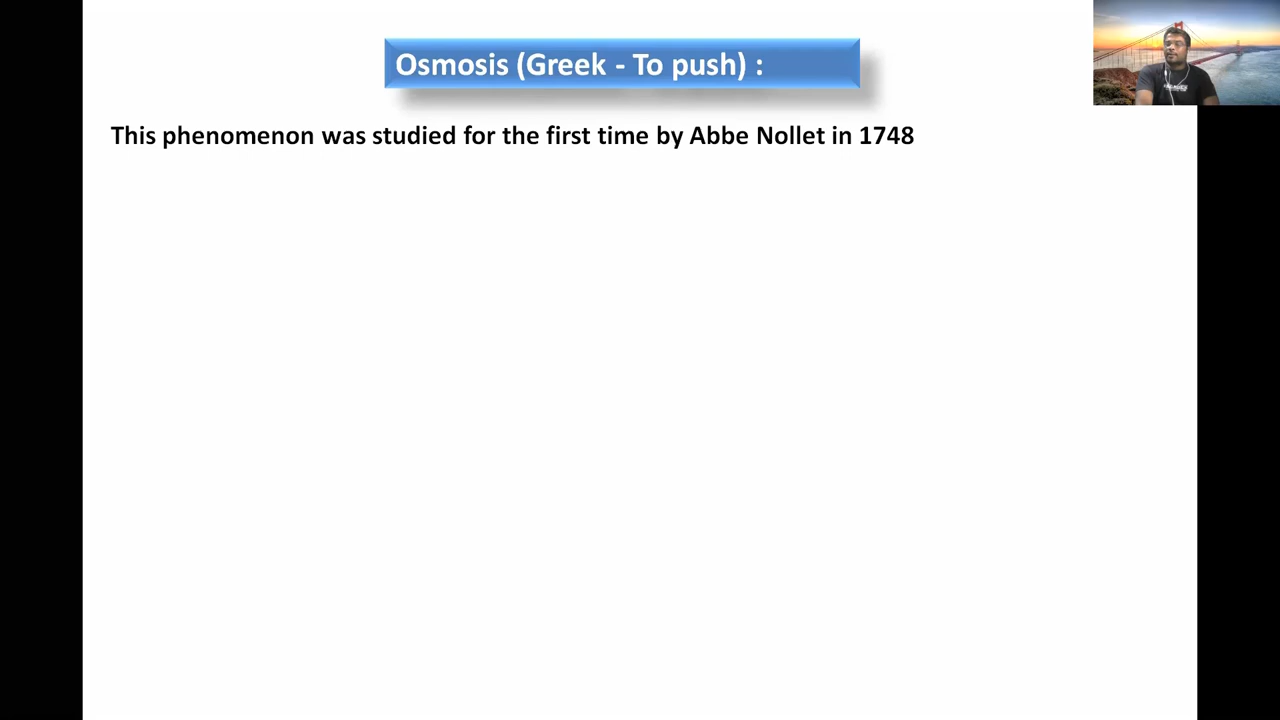 Osmosis (Greek - To push) :
This phenomenon was studied for the first time by Abbe Nollet in 1748